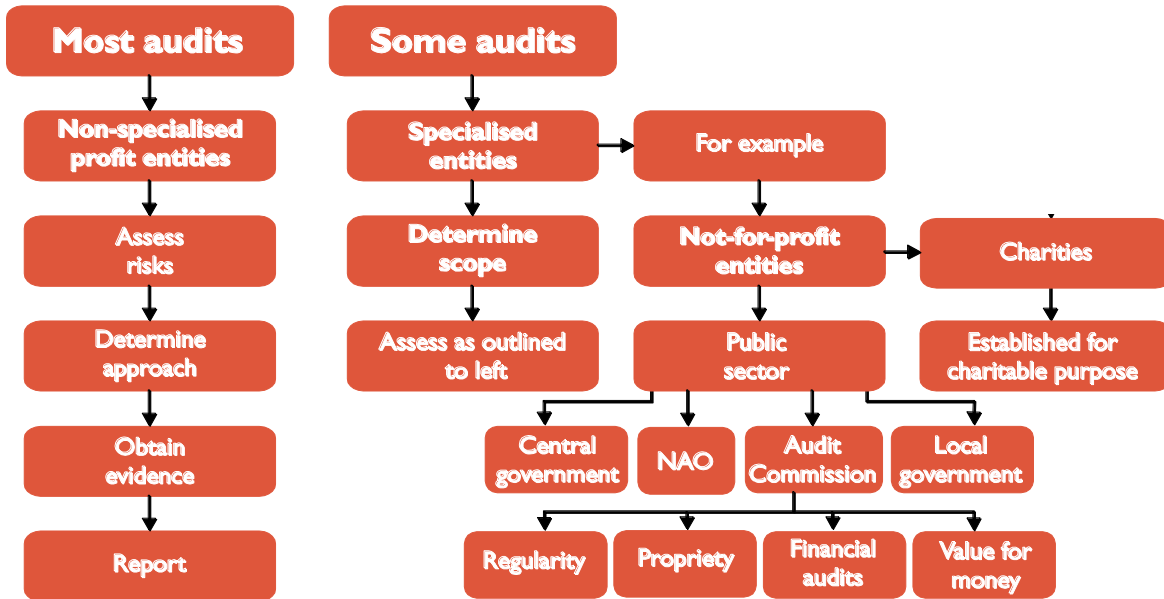 Most audits
Non-specialised
profit entities
Assess
risks
Determine
approach
Obtain
evidence
Report
Some audits
Specialised
entities
For example
Determine
scope
Not-for-profit
entities
Charities
Assess as outlined
to left
Public
sector
Established for
charitable purpose
Central
government
NAO
Audit
Commission
Local
government
Regularity
Propriety
Financial
audits
Value for
money